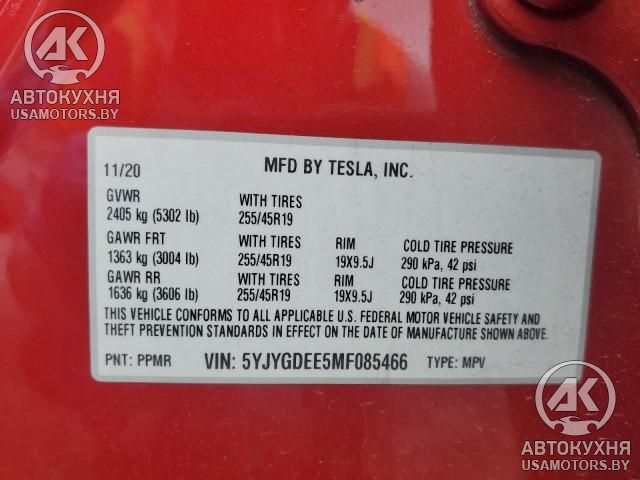 АК
АВТОКУХНЯ
USAMOTORS.BY
11/20 MFD BY TESLA, INC.
GVWR WITH TIRES
2405 kg (5302 lb) 255/45R19
GAWR FRT WITH TIRES RIM COLD TIRE PRESSURE
1363 kg (3004 lb) 255/45R19 19X9.5J 290 kPa, 42 psi
GAWR RR WITH TIRES RIM COLD TIRE PRESSURE
1636 kg (3606 lb) 255/45R19 19X9.5J 290 kPa, 42 psi
THIS VEHICLE CONFORMS TO ALL APPLICABLE U.S. FEDERAL MOTOR VEHICLE SAFETY AND
THEFT PREVENTION STANDARDS IN EFFECT ON THE DATE OF MANUFACTURE SHOWN ABOVE.
PNT: PPMR VIN: 5YJYGDEE5MF085466 TYPE: MPV
АК
АВТОКУХНЯ
USAMOTORS.BY